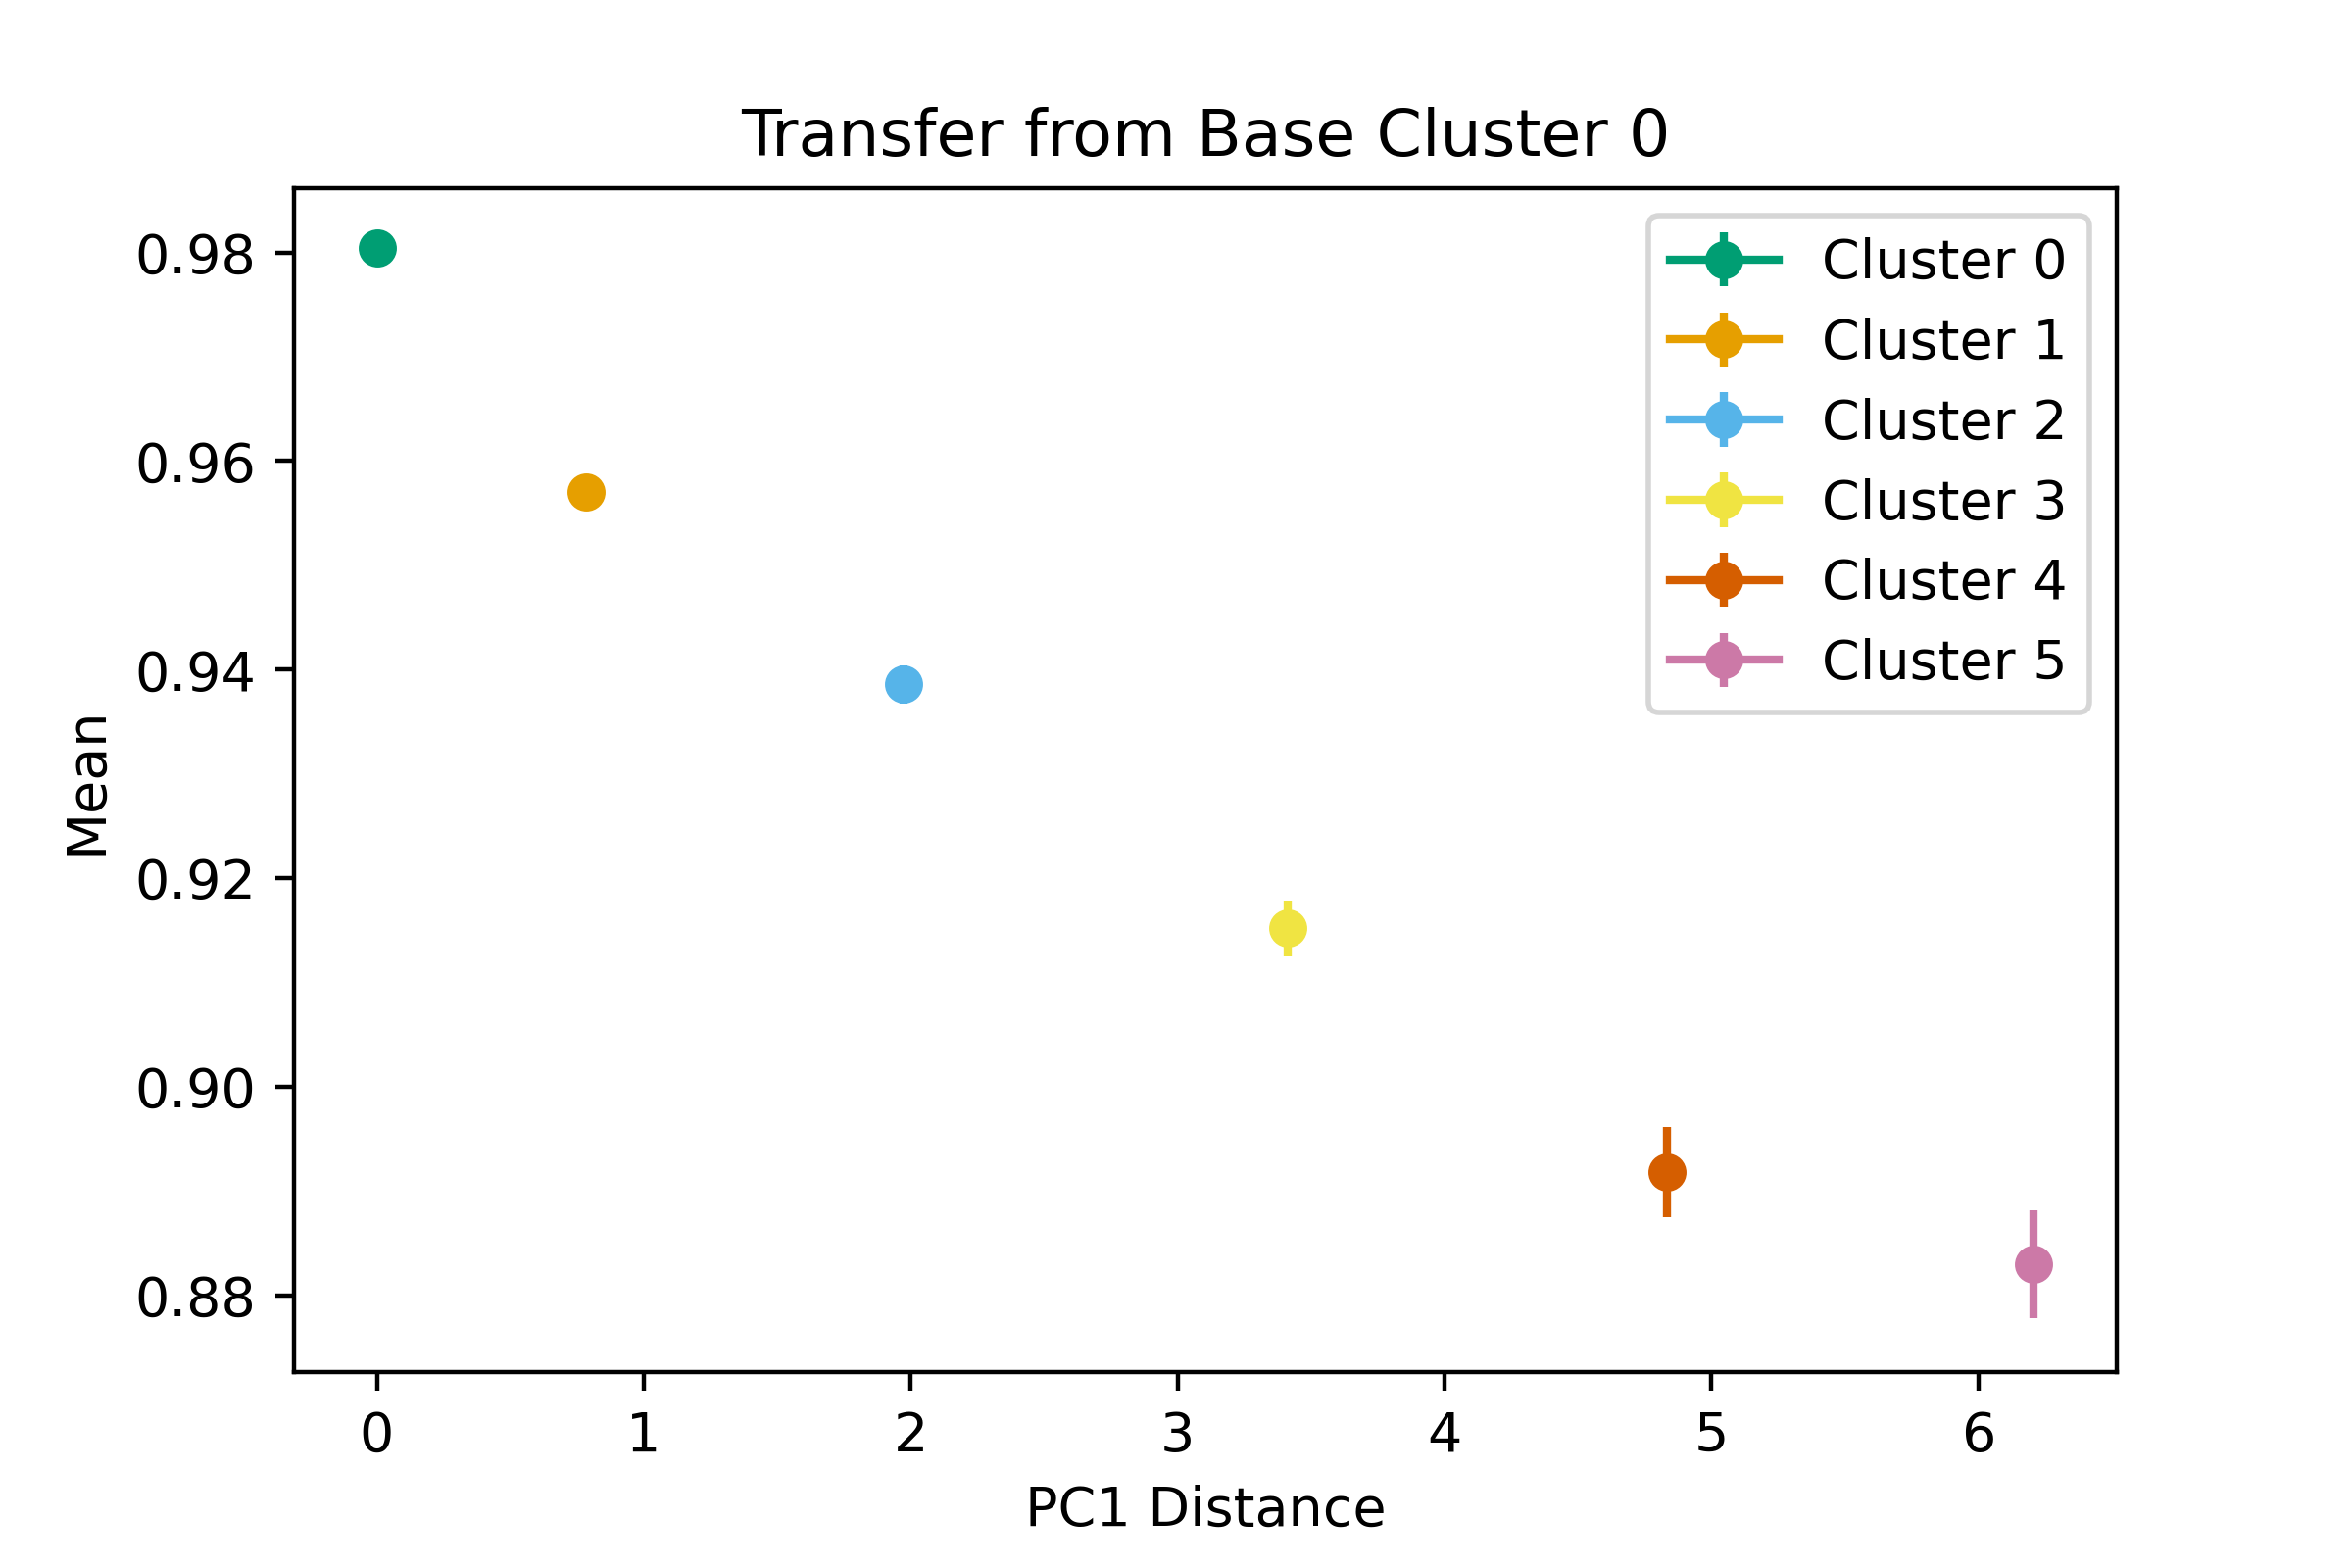 Transfer from Base Cluster 0
0.98
0.96
0.94
0.92
0.90
0.88
Mean
Cluster 0
Cluster 1
Cluster 2
Cluster 3
Cluster 4
Cluster 5
0 1 2 3 4 5 6
PC1 Distance